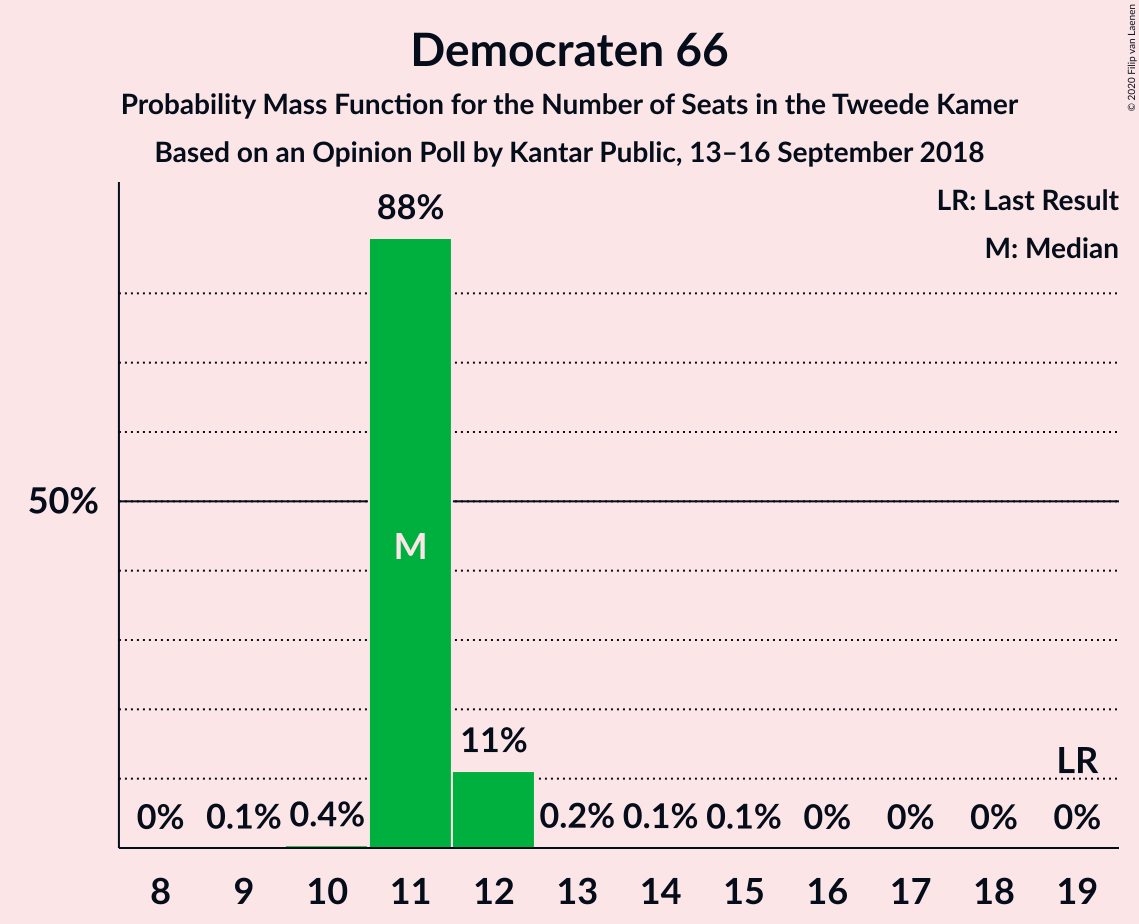 Democraten 66
Probability Mass Function for the Number of Seats in the Tweede Kamer
Based on an Opinion Poll by Kantar Public, 13–16 September 2018
© 2020 Filip van Laenen
LR: Last Result
M: Median
88%
50%
M
11%
LR
0% 0.1% 0.4% 0.2% 0.1% 0.1% 0% 0% 0% 0%
8 9 10 11 12 13 14 15 16 17 18 19